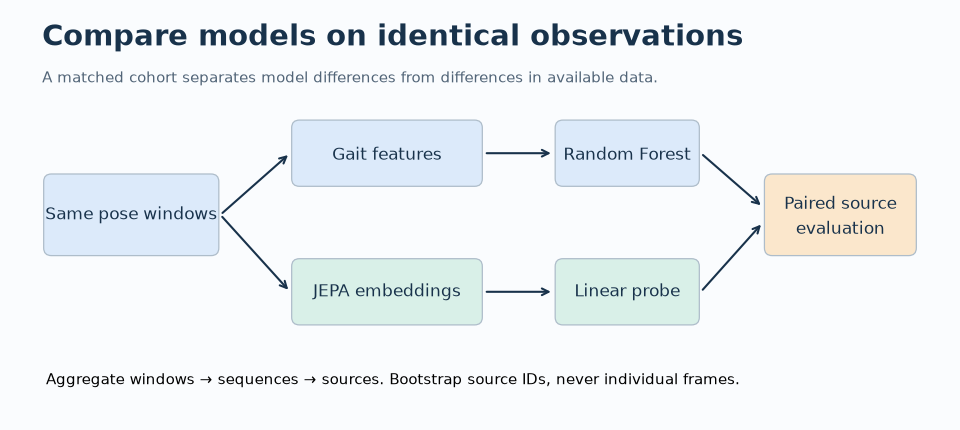 Compare models on identical observations
A matched cohort separates model differences from differences in available data.
Same pose windows
Gait features
Random Forest
JEPA embeddings
Linear probe
Paired source
evaluation
Aggregate windows → sequences → sources. Bootstrap source IDs, never individual frames.